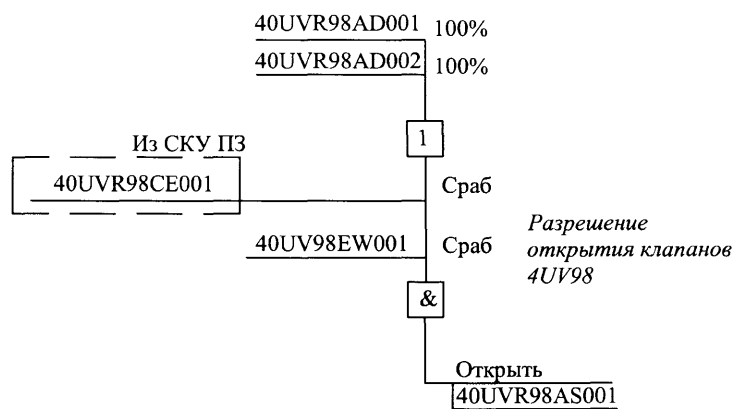 40UVR98AD001 100%
40UVR98AD002 100%
1
Из СКУ ПЗ
40UVR98CE001 Сраб
40UV98EW001 Сраб
Разрешение
открытия клапанов
4UV98
&
Открыть
40UVR98AS001